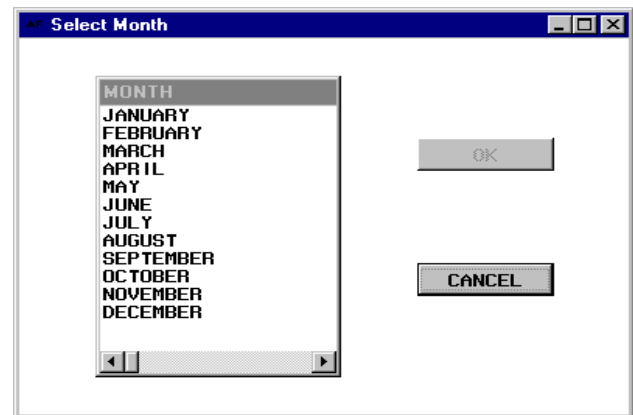 Select Month
MONTH
JANUARY
FEBRUARY
MARCH
APRIL
MAY
JUNE
JULY
AUGUST
SEPTEMBER
OCTOBER
NOVEMBER
DECEMBER
OK
CANCEL